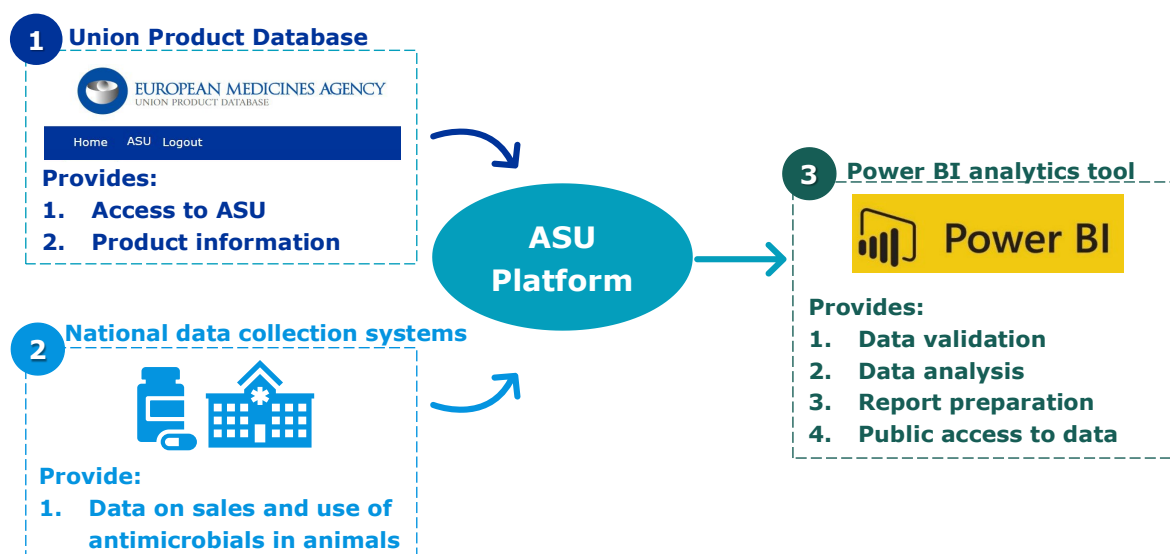 1 Union Product Database
EUROPEAN MEDICINES AGENCY
UNION PRODUCT DATABASE
Home ASU Logout
Provides:
1. Access to ASU
2. Product information
2 National data collection systems
Provide:
1. Data on sales and use of
antimicrobials in animals
ASU
Platform
3 Power BI analytics tool
Power BI
Provides:
1. Data validation
2. Data analysis
3. Report preparation
4. Public access to data